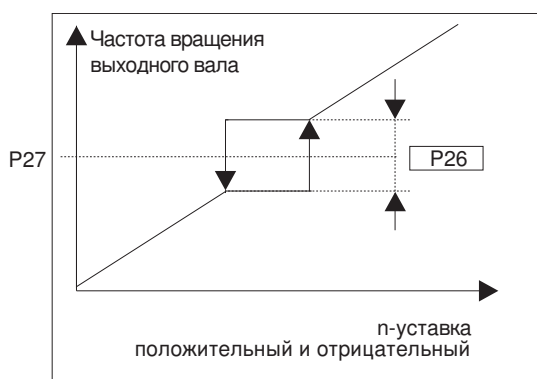 Частота вращения
выходного вала
P27
P26
n-уставка
положительный и отрицательный